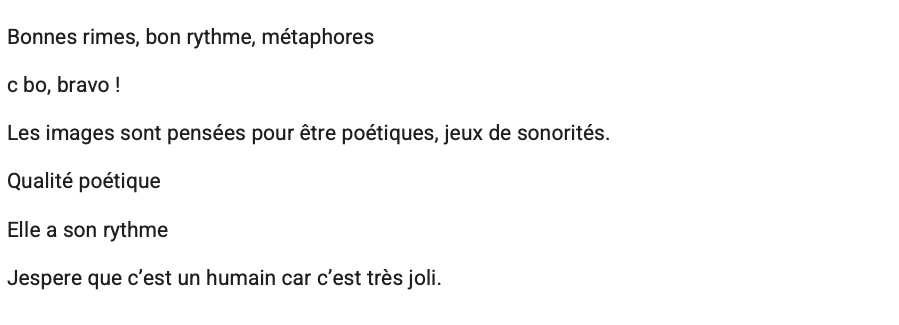 Bonnes rimes, bon rythme, métaphores
c bo, bravo !
Les images sont pensées pour être poétiques, jeux de sonorités.
Qualité poétique
Elle a son rythme
Jespere que c’est un humain car c’est très joli.